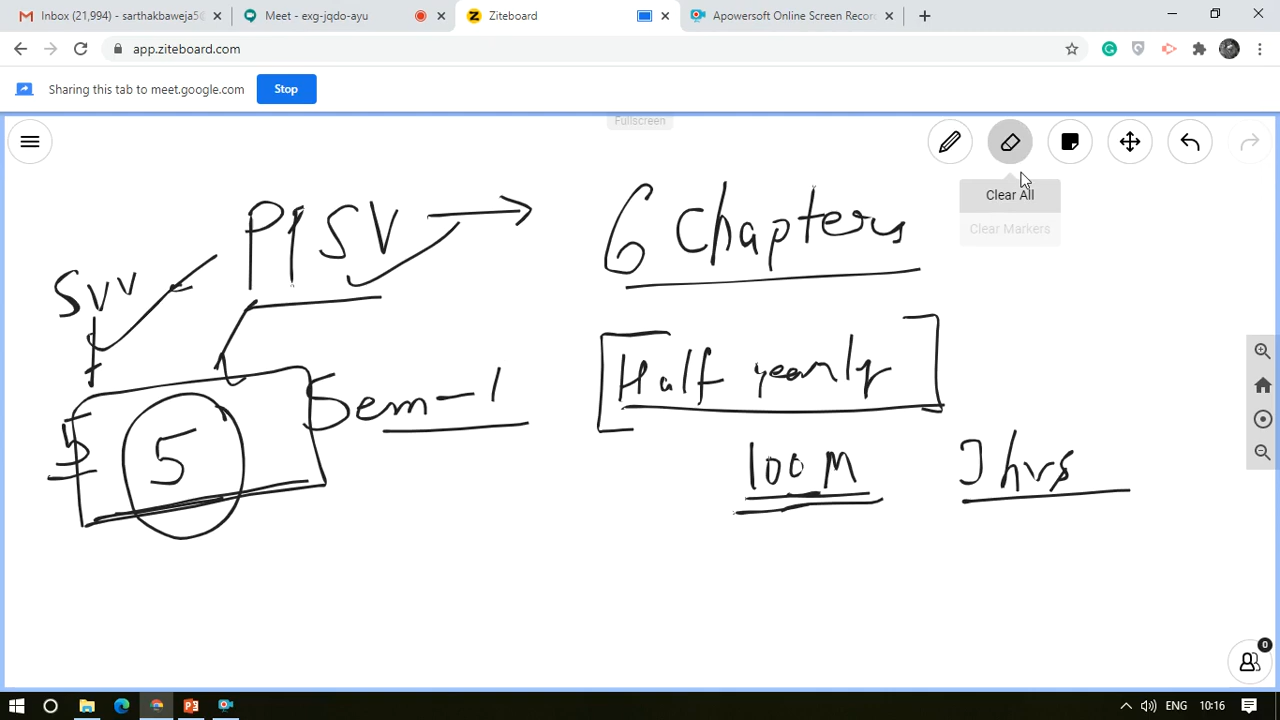 Inbox (21,994) - sarthakbaweja5
Meet - exg-jqdo-ayu
Ziteboard
Apowersoft Online Screen Recor
app.ziteboard.com
Sharing this tab to meet.google.com
Stop
Fullscreen
Clear All
Clear Markers
6 Chapters
SVV
Half yearly
Sem-1
5
5
100 M
3 hrs
0
ENG
10:16